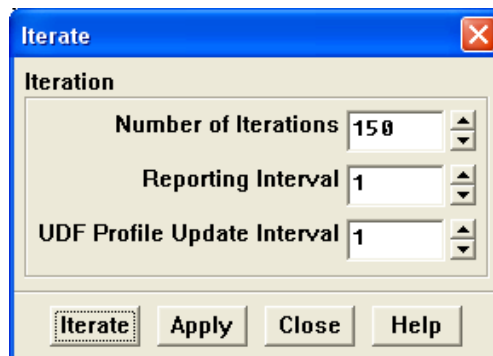 Iterate
Iteration
Number of Iterations 150
Reporting Interval 1
UDF Profile Update Interval 1
Iterate Apply Close Help